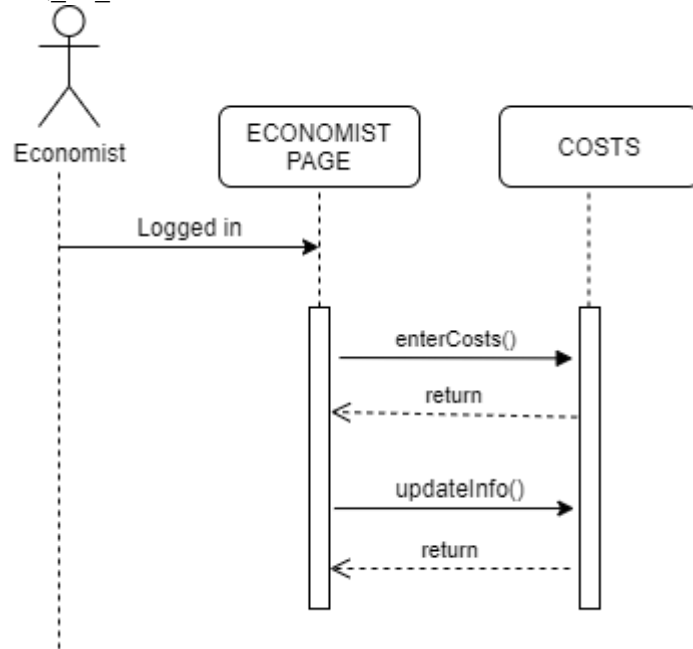 Economist
ECONOMIST
PAGE
COSTS
Logged in
enterCosts()
return
updateInfo()
return